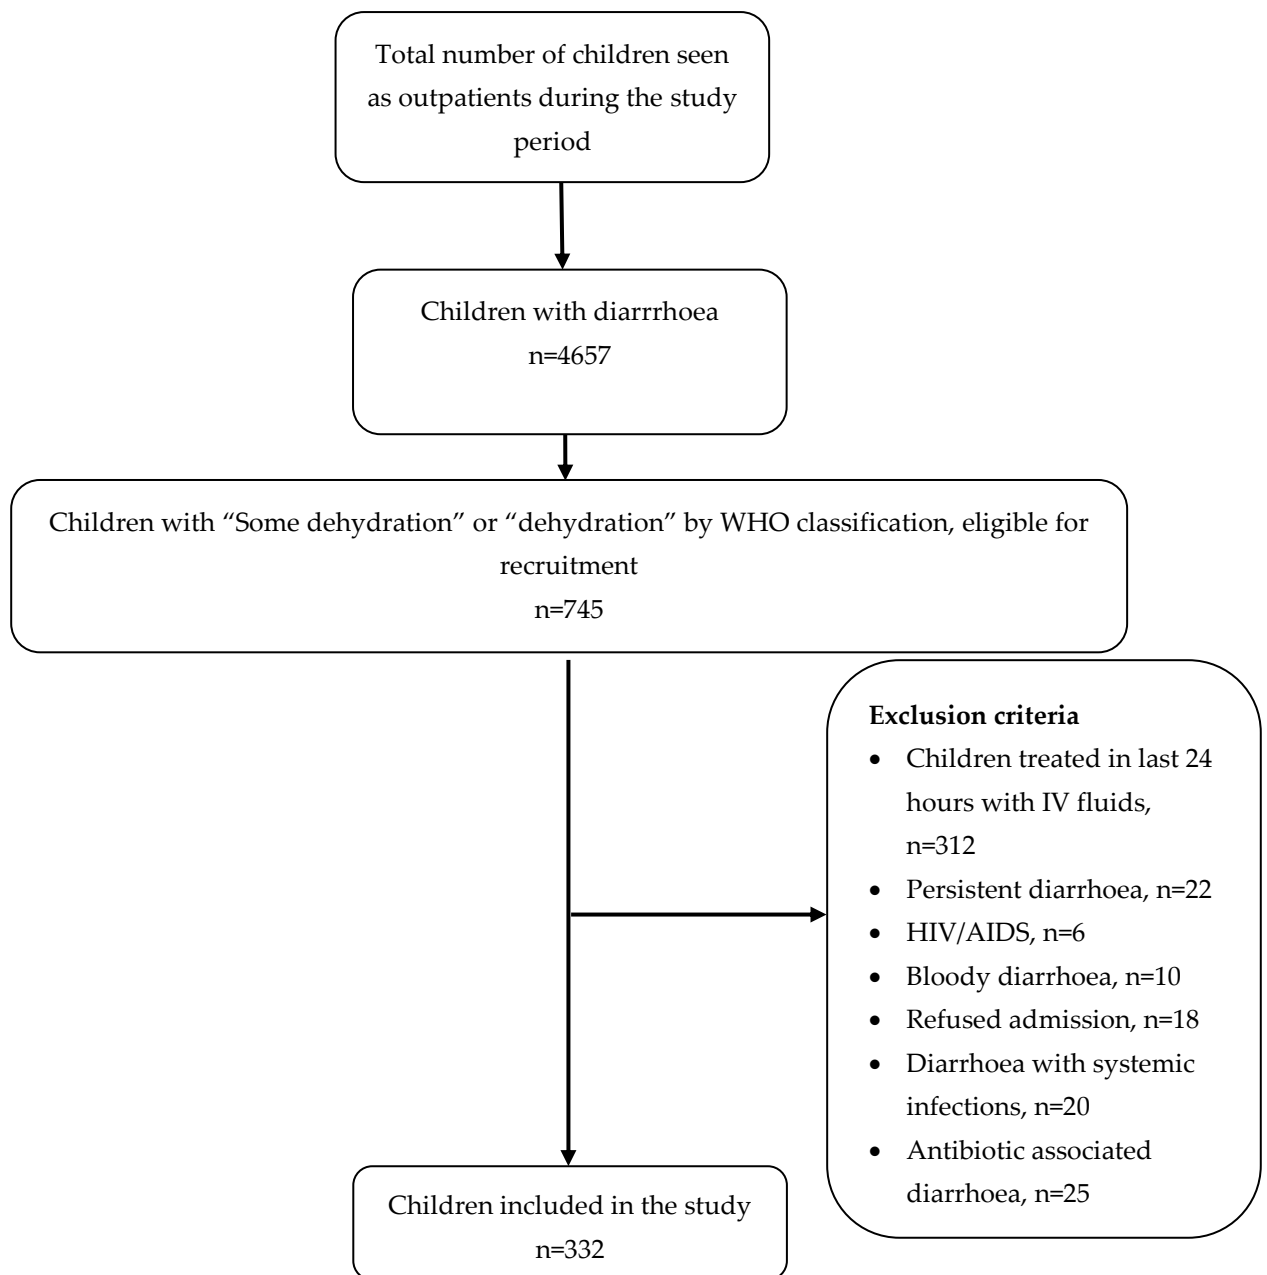 Total number of children seen
as outpatients during the study
period
Children with diarrrhoea
n=4657
Children with “Some dehydration” or “dehydration” by WHO classification, eligible for
recruitment
n=745
Exclusion criteria
• Children treated in last 24
hours with IV fluids,
n=312
• Persistent diarrhoea, n=22
• HIV/AIDS, n=6
• Bloody diarrhoea, n=10
• Refused admission, n=18
• Diarrhoea with systemic
infections, n=20
• Antibiotic associated
diarrhoea, n=25
Children included in the study
n=332